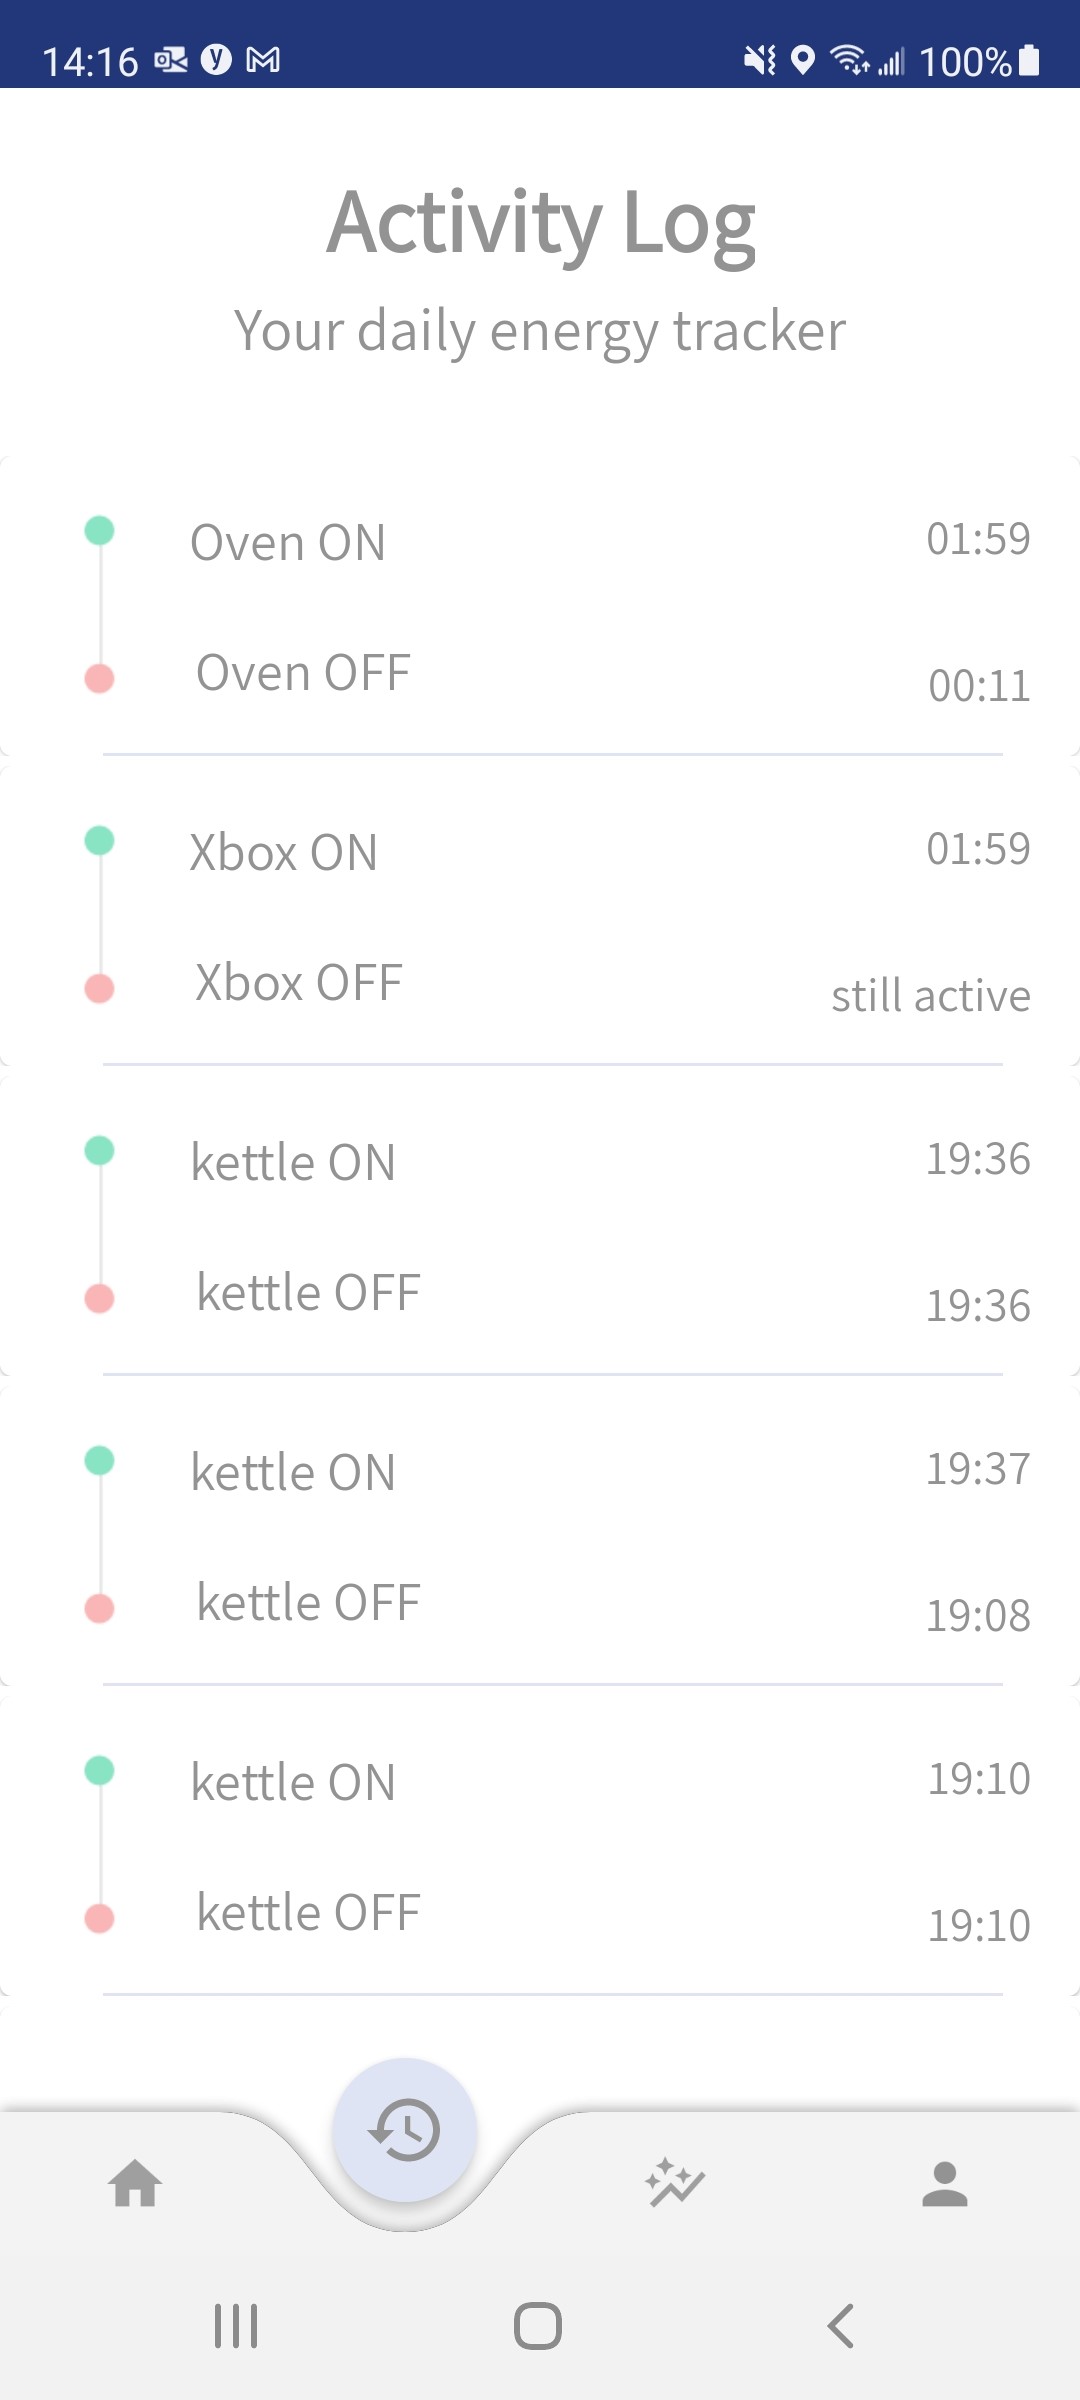 14:16 100%
Activity Log
Your daily energy tracker
Oven ON 01:59
Oven OFF 00:11
Xbox ON 01:59
Xbox OFF still active
kettle ON 19:36
kettle OFF 19:36
kettle ON 19:37
kettle OFF 19:08
kettle ON 19:10
kettle OFF 19:10